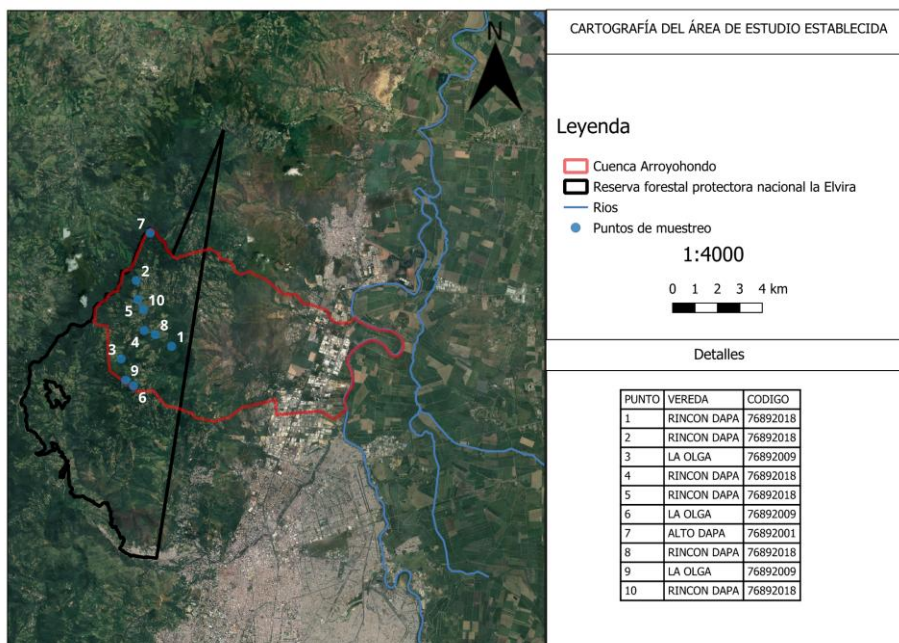 CARTOGRAFÍA DEL ÁREA DE ESTUDIO ESTABLECIDA
N
Leyenda
Cuenca Arroyohondo
Reserva forestal protectora nacional la Elvira
Rios
Puntos de muestreo
1:4000
0 1 2 3 4 km
Detalles
PUNTO VEREDA CODIGO
1 RINCON DAPA 76892018
2 RINCON DAPA 76892018
3 LA OLGA 76892009
4 RINCON DAPA 76892018
5 RINCON DAPA 76892018
6 LA OLGA 76892009
7 ALTO DAPA 76892001
8 RINCON DAPA 76892018
9 LA OLGA 76892009
10 RINCON DAPA 76892018
7
2
10
5
8
4
1
3
9
6